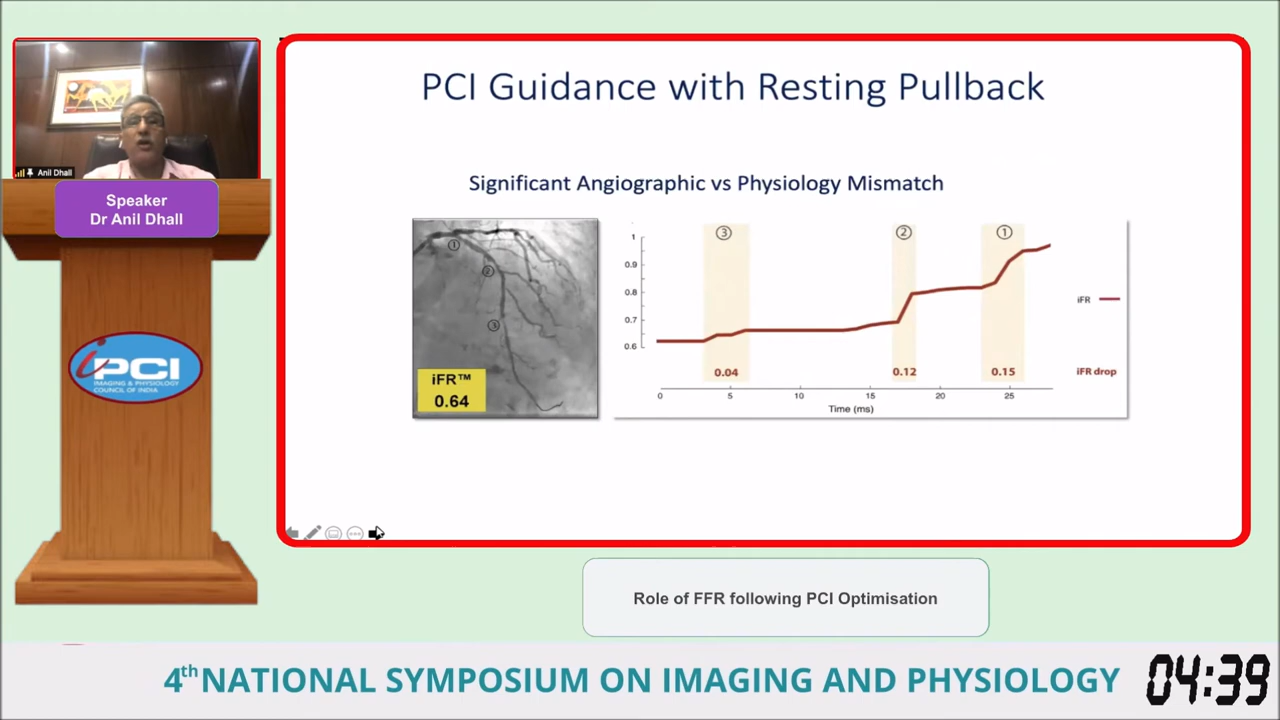 Anil Dhall
Speaker
Dr Anil Dhall
iPCI
IMAGING & PHYSIOLOGY
COUNCIL OF INDIA
PCI Guidance with Resting Pullback
Significant Angiographic vs Physiology Mismatch
①
②
③
iFR™
0.64
③ ② ①
1
0.9
0.8
0.7
0.6
iFR
0.04 0.12 0.15 iFR drop
0 5 10 15 20 25
Time (ms)
Role of FFR following PCI Optimisation
4th NATIONAL SYMPOSIUM ON IMAGING AND PHYSIOLOGY
04:39